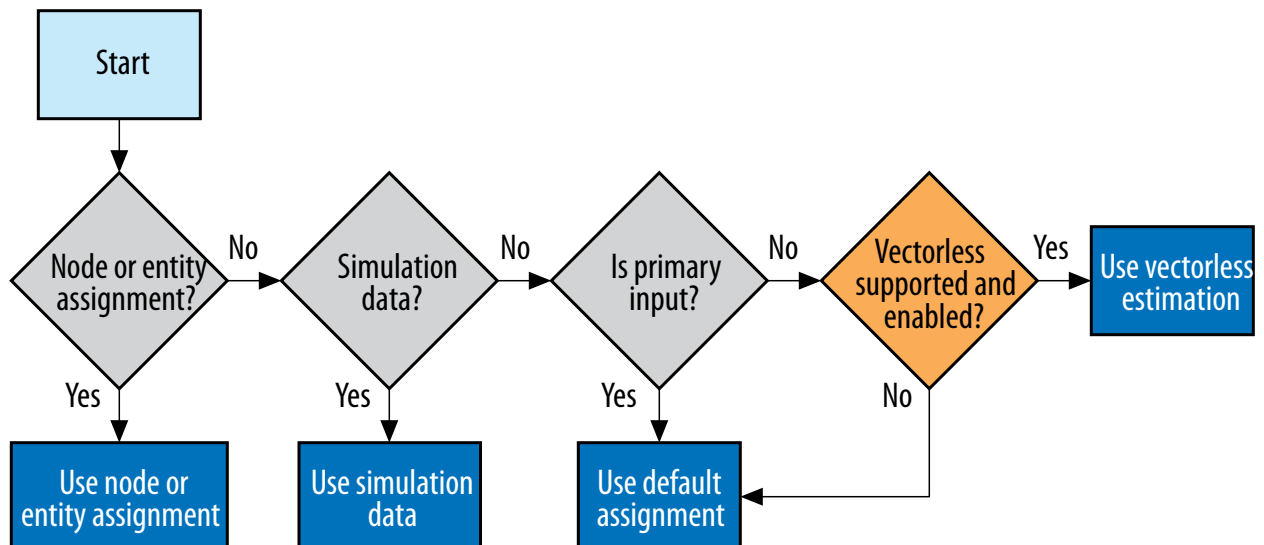 Start
Node or entity
assignment?
No
Yes
Use node or
entity assignment
Simulation
data?
No
Yes
Use simulation
data
Is primary
input?
No
Yes
Use default
assignment
Vectorless
supported and
enabled?
Yes
No
Use vectorless
estimation